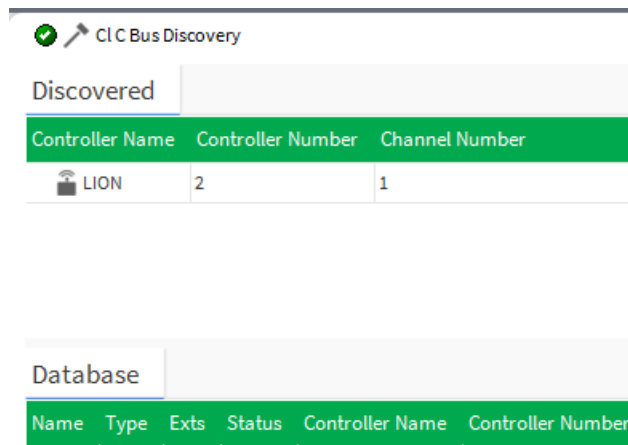 Cl C Bus Discovery
Discovered
Controller Name Controller Number Channel Number
LION 2 1
Database
Name Type Exts Status Controller Name Controller Number